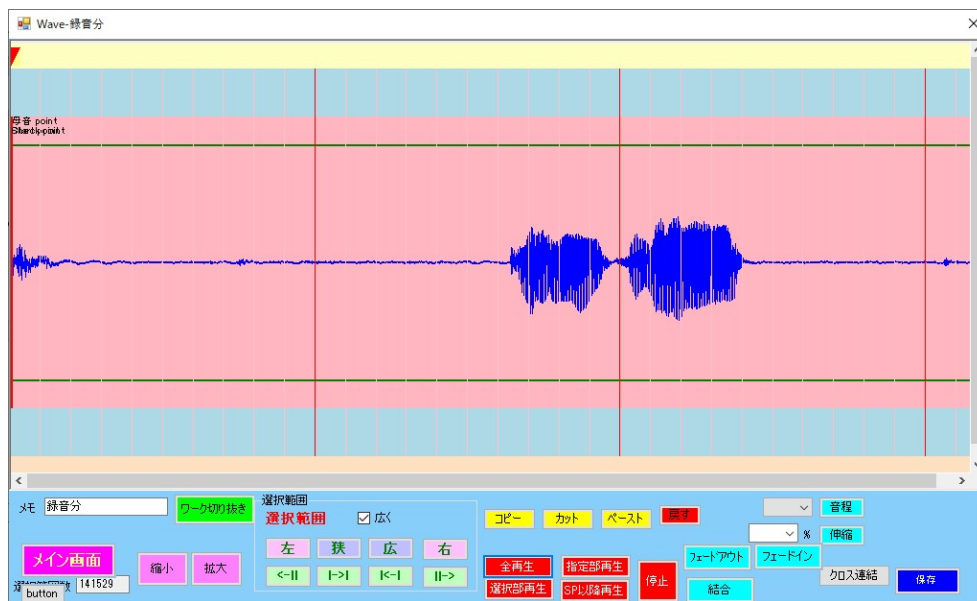 Wave-録音分
母音 point
メモ 録音分 ワーク切り抜き
選択範囲
選択範囲 広く
左 狭 広 右
<-II I->I I<-I II->
コピー カット ペースト 戻す
音程
% 伸縮
メイン画面 縮小 拡大
全再生 指定部再生 停止
選択部再生 SP以降再生
フェードアウト フェードイン
結合 クロス連結 保存
141529
button